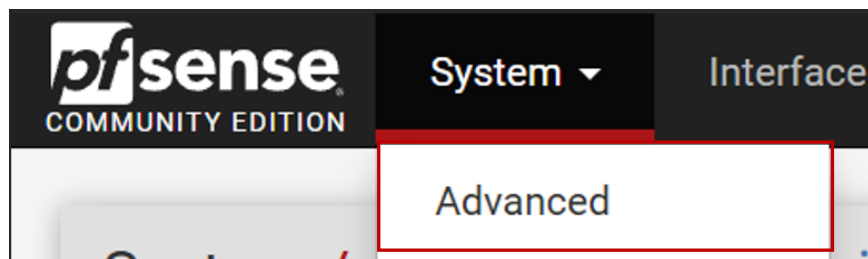 pfsense
COMMUNITY EDITION
System
Interface
Advanced